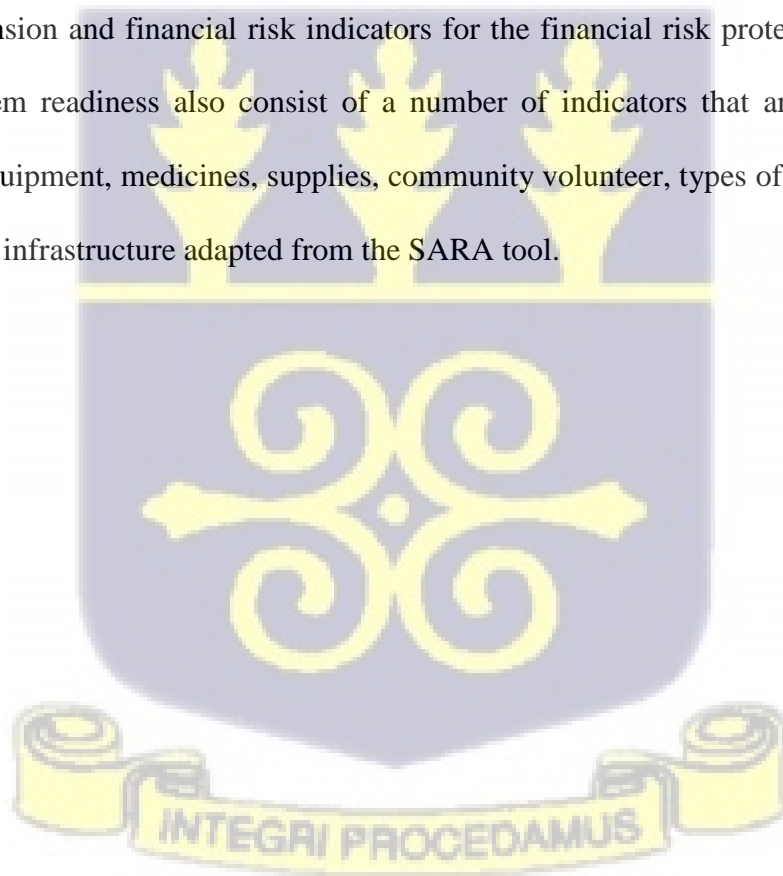 nsion and financial risk indicators for the financial risk prote
em readiness also consist of a number of indicators that ar
uipment, medicines, supplies, community volunteer, types of
infrastructure adapted from the SARA tool.
INTEGRI PROCEDAMUS